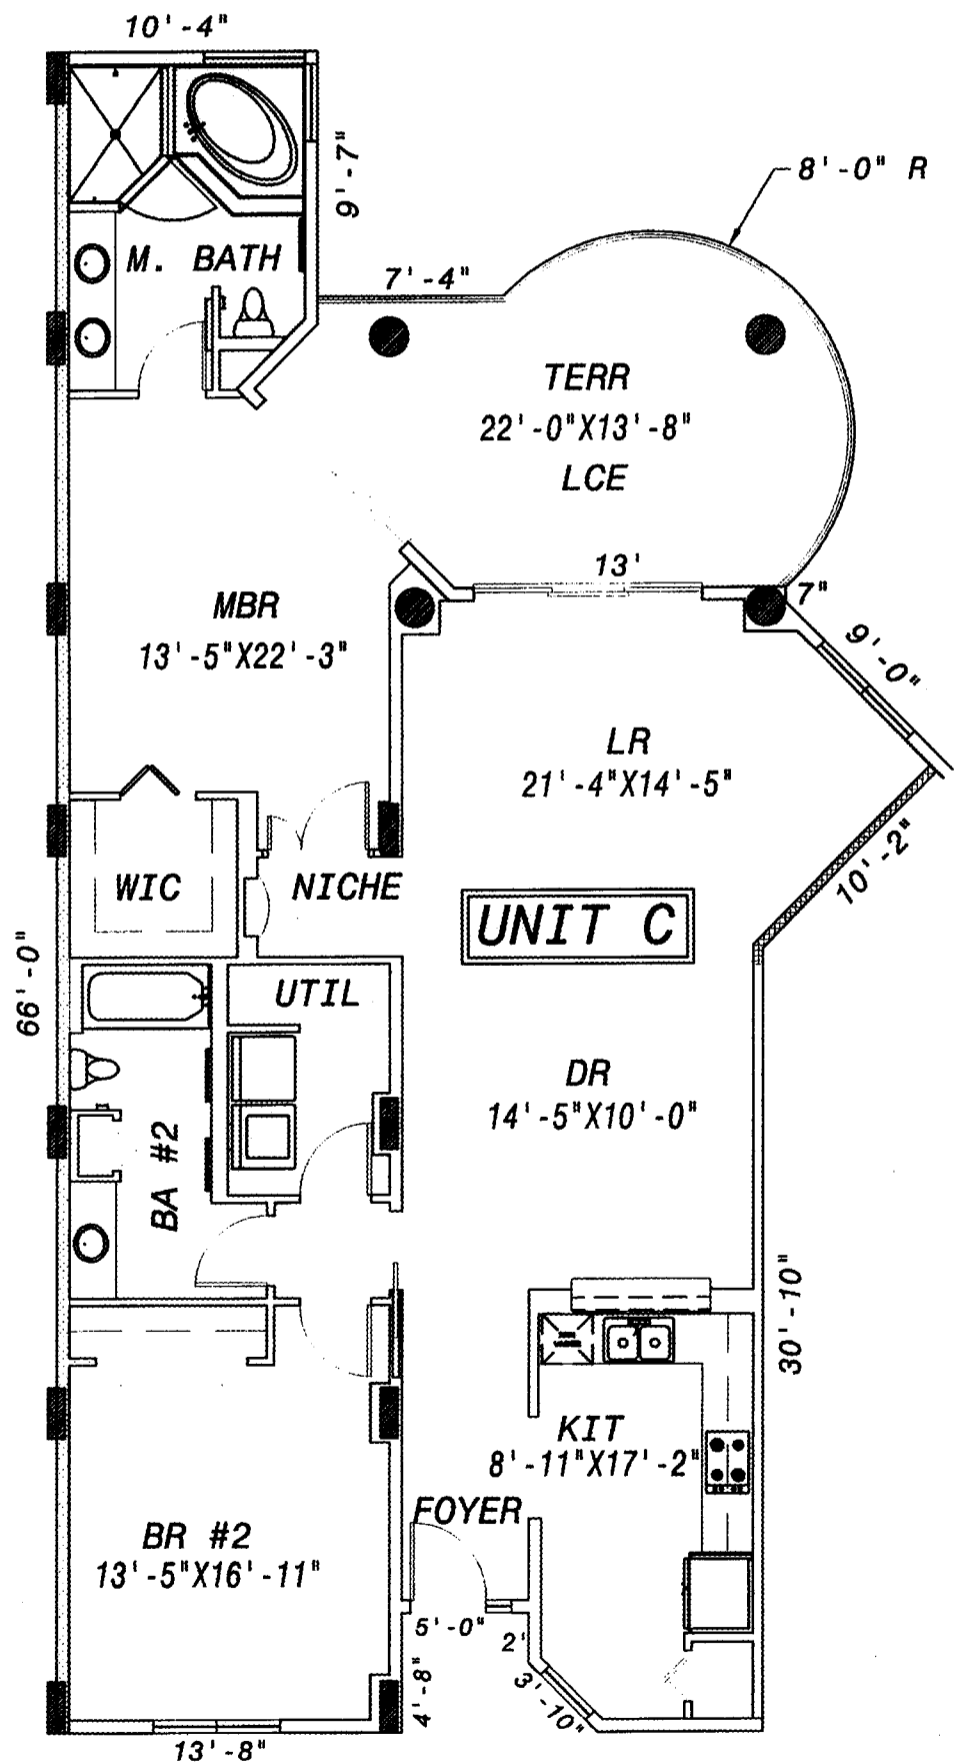 10'-4"
9'-7"
8'-0" R
M. BATH
7'-4"
TERR
22'-0"X13'-8"
LCE
13'
7"
MBR
13'-5"X22'-3"
9'-0"
LR
21'-4"X14'-5"
10'-2"
WIC
NICHE
UNIT C
66'-0"
UTIL
DR
14'-5"X10'-0"
BA #2
30'-10"
KIT
8'-11"X17'-2"
FOYER
BR #2
13'-5"X16'-11"
5'-0"
2'
4'-8"
3'-10"
13'-8"